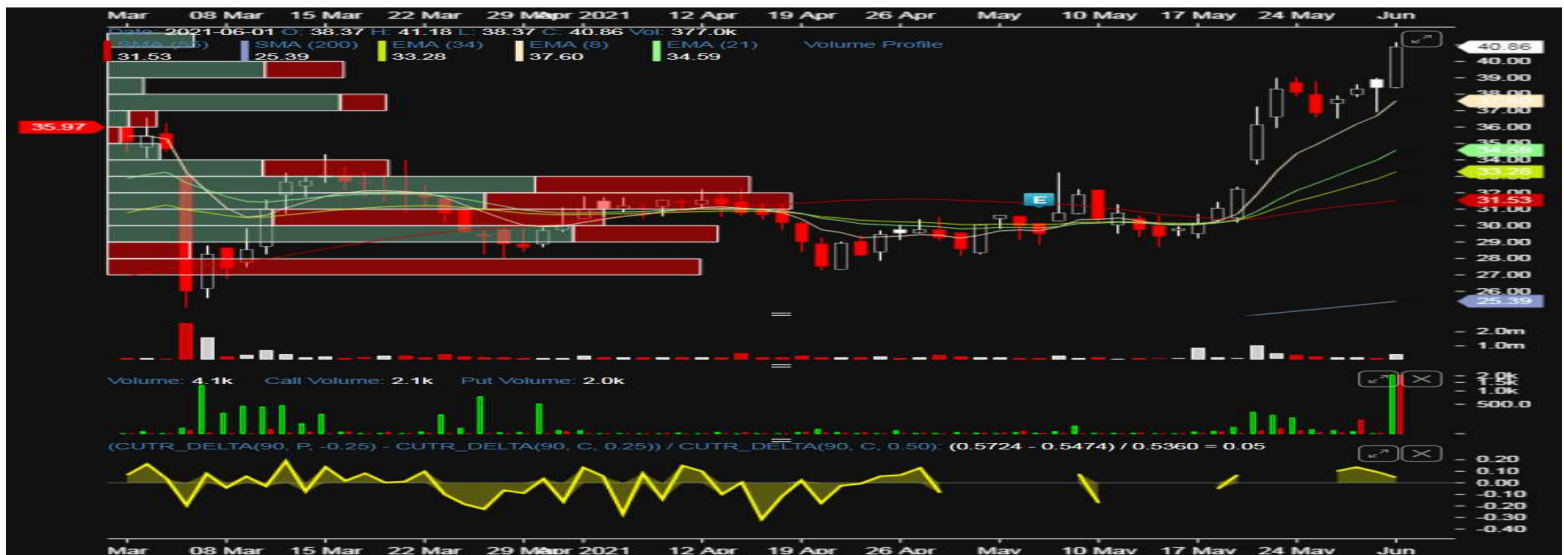 Mar 08 Mar 15 Mar 22 Mar 29 Mar Apr 2021 12 Apr 19 Apr 26 Apr May 10 May 17 May 24 May Jun
Date: 2021-06-01 O: 38.37 H: 41.18 L: 38.37 C: 40.86 Vol: 377.0k
SMA (200) EMA (34) EMA (8) EMA (21) Volume Profile
31.53 25.39 33.28 37.60 34.59
40.86
40.00
39.00
38.00
37.00
35.97
36.00
35.00
34.59
34.00
33.28
32.00
31.53
31.00
30.00
E
29.00
28.00
27.00
26.00
25.39
2.0m
1.0m
Volume: 4.1k Call Volume: 2.1k Put Volume: 2.0k
2.0k
1.5k
1.0k
500.0
(CUTR_DELTA(90, P, -0.25) - CUTR_DELTA(90, C, 0.25)) / CUTR_DELTA(90, C, 0.50): (0.5724 - 0.5474) / 0.5360 = 0.05
0.20
0.10
0.00
-0.10
-0.20
-0.30
-0.40
Mar 08 Mar 15 Mar 22 Mar 29 Mar Apr 2021 12 Apr 19 Apr 26 Apr May 10 May 17 May 24 May Jun